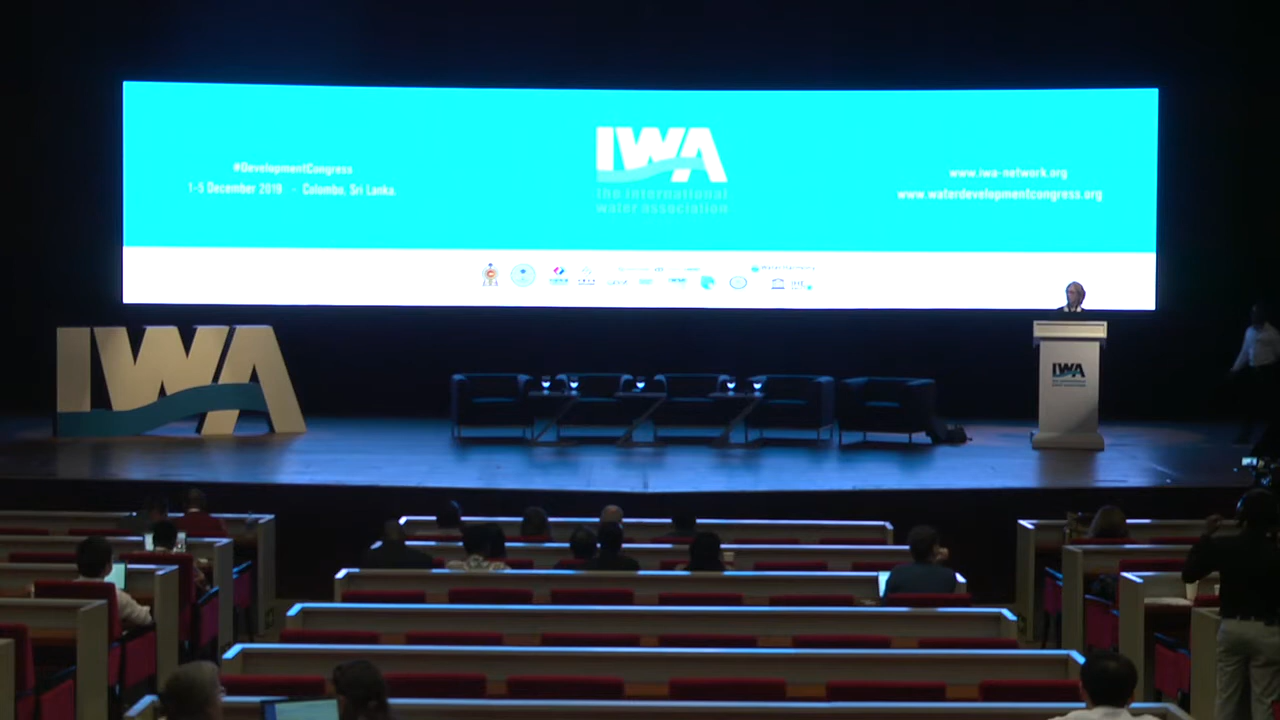 #DevelopmentCongress
1-5 December 2019 - Colombo, Sri Lanka.
IWA
the international
water association
www.iwa-network.org
www.waterdevelopmentcongress.org
IWA
IWA